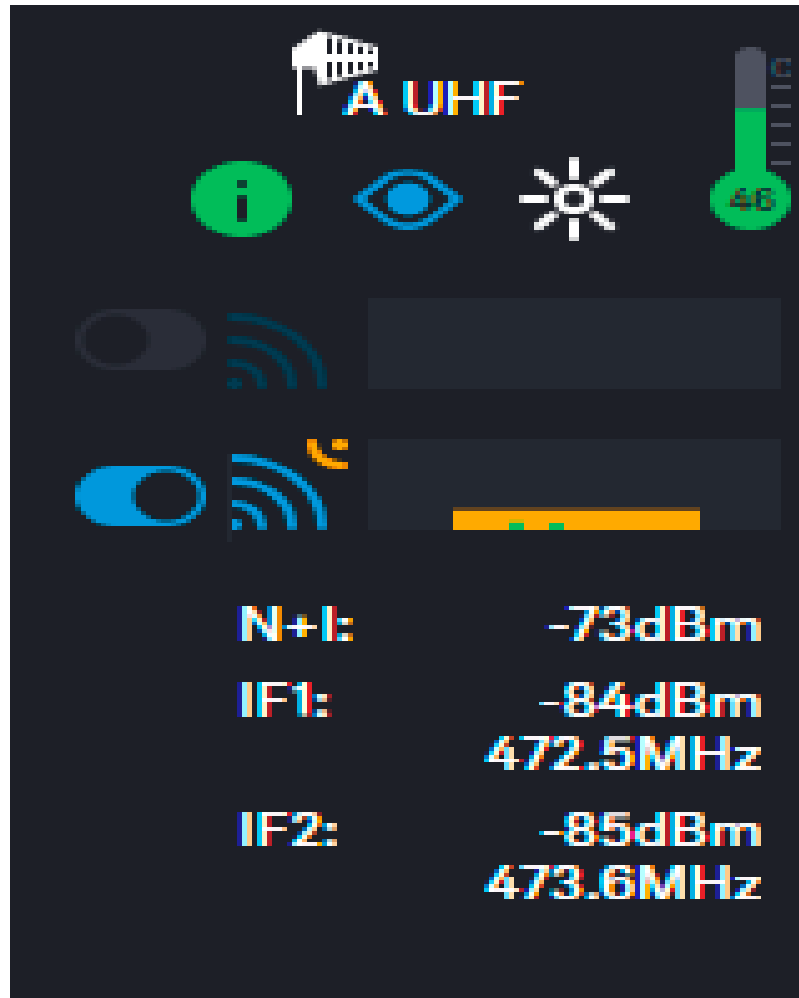 A UHF
C
46
N+I: -73dBm
IF1: -84dBm
472.5MHz
IF2: -85dBm
473.6MHz